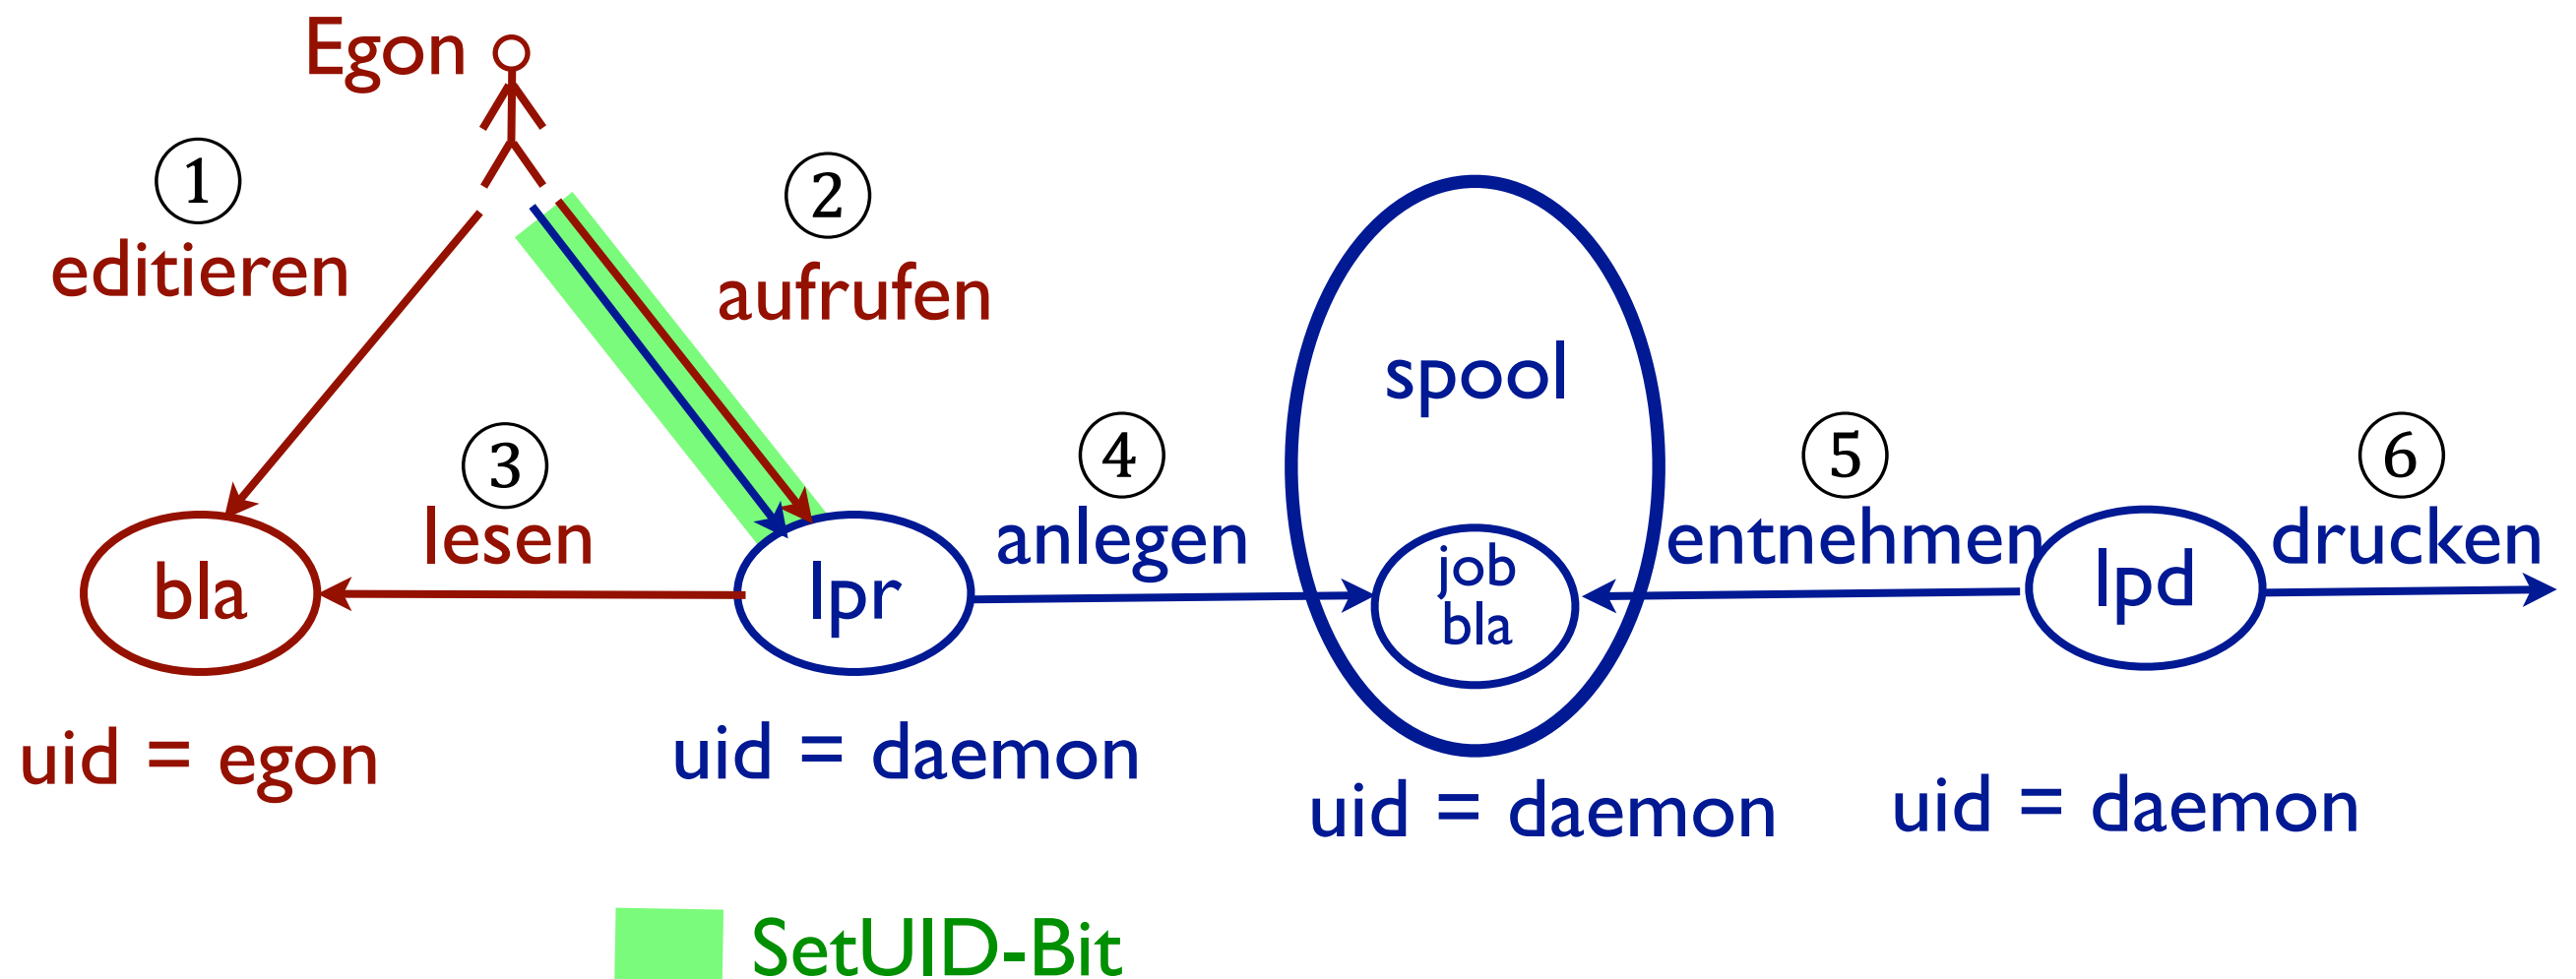 Egon
①
editieren
②
aufrufen
③
lesen
④
anlegen
spool
⑤
entnehmen
⑥
drucken
bla
lpr
job
bla
lpd
uid = egon
uid = daemon
uid = daemon
uid = daemon
SetUID-Bit